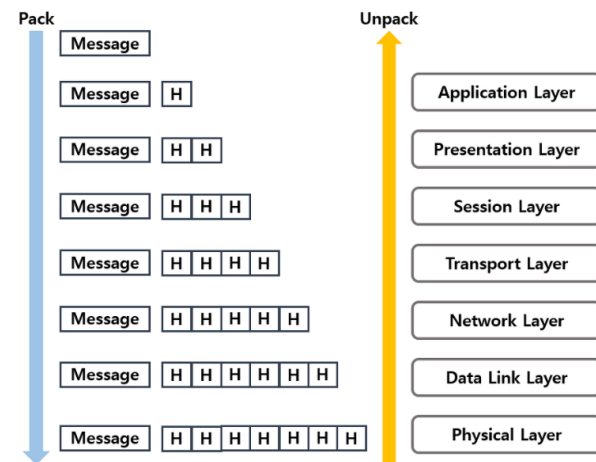 Pack Unpack
Message
Message H Application Layer
Message H H Presentation Layer
Message H H H Session Layer
Message H H H H Transport Layer
Message H H H H H Network Layer
Message H H H H H H Data Link Layer
Message H H H H H H H Physical Layer